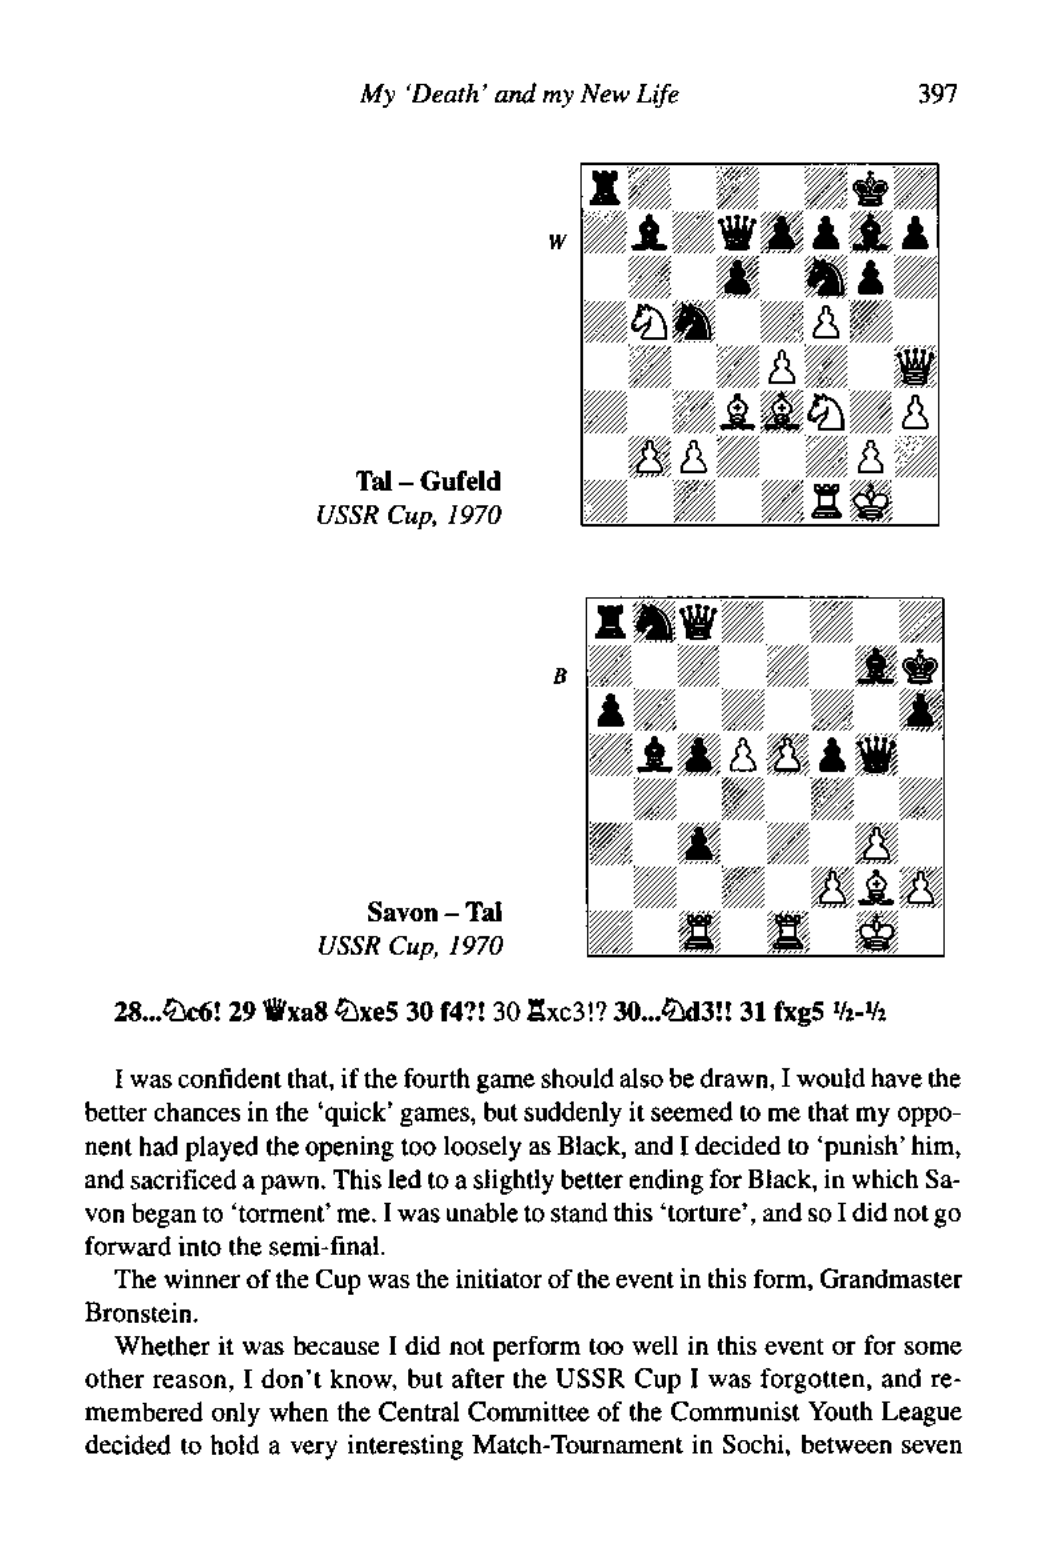 My ‘Death’ and my New Life 397
W
Tal – Gufeld
USSR Cup, 1970
B
Savon – Tal
USSR Cup, 1970
28...♘c6! 29 ♕xa8 ♘xe5 30 f4?! 30 ♖xc3!? 30...♘d3!! 31 fxg5 ½-½
I was confident that, if the fourth game should also be drawn, I would have the
better chances in the ‘quick’ games, but suddenly it seemed to me that my oppo-
nent had played the opening too loosely as Black, and I decided to ‘punish’ him,
and sacrificed a pawn. This led to a slightly better ending for Black, in which Sa-
von began to ‘torment’ me. I was unable to stand this ‘torture’, and so I did not go
forward into the semi-final.
The winner of the Cup was the initiator of the event in this form, Grandmaster
Bronstein.
Whether it was because I did not perform too well in this event or for some
other reason, I don’t know, but after the USSR Cup I was forgotten, and re-
membered only when the Central Committee of the Communist Youth League
decided to hold a very interesting Match-Tournament in Sochi, between seven